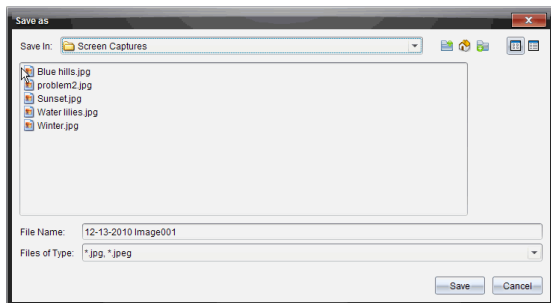 Save as
Save In: Screen Captures
Blue hills.jpg
problem2.jpg
Sunset.jpg
Water lilies.jpg
Winter.jpg
File Name: 12-13-2010 Image001
Files of Type: *.jpg, *.jpeg
Save Cancel